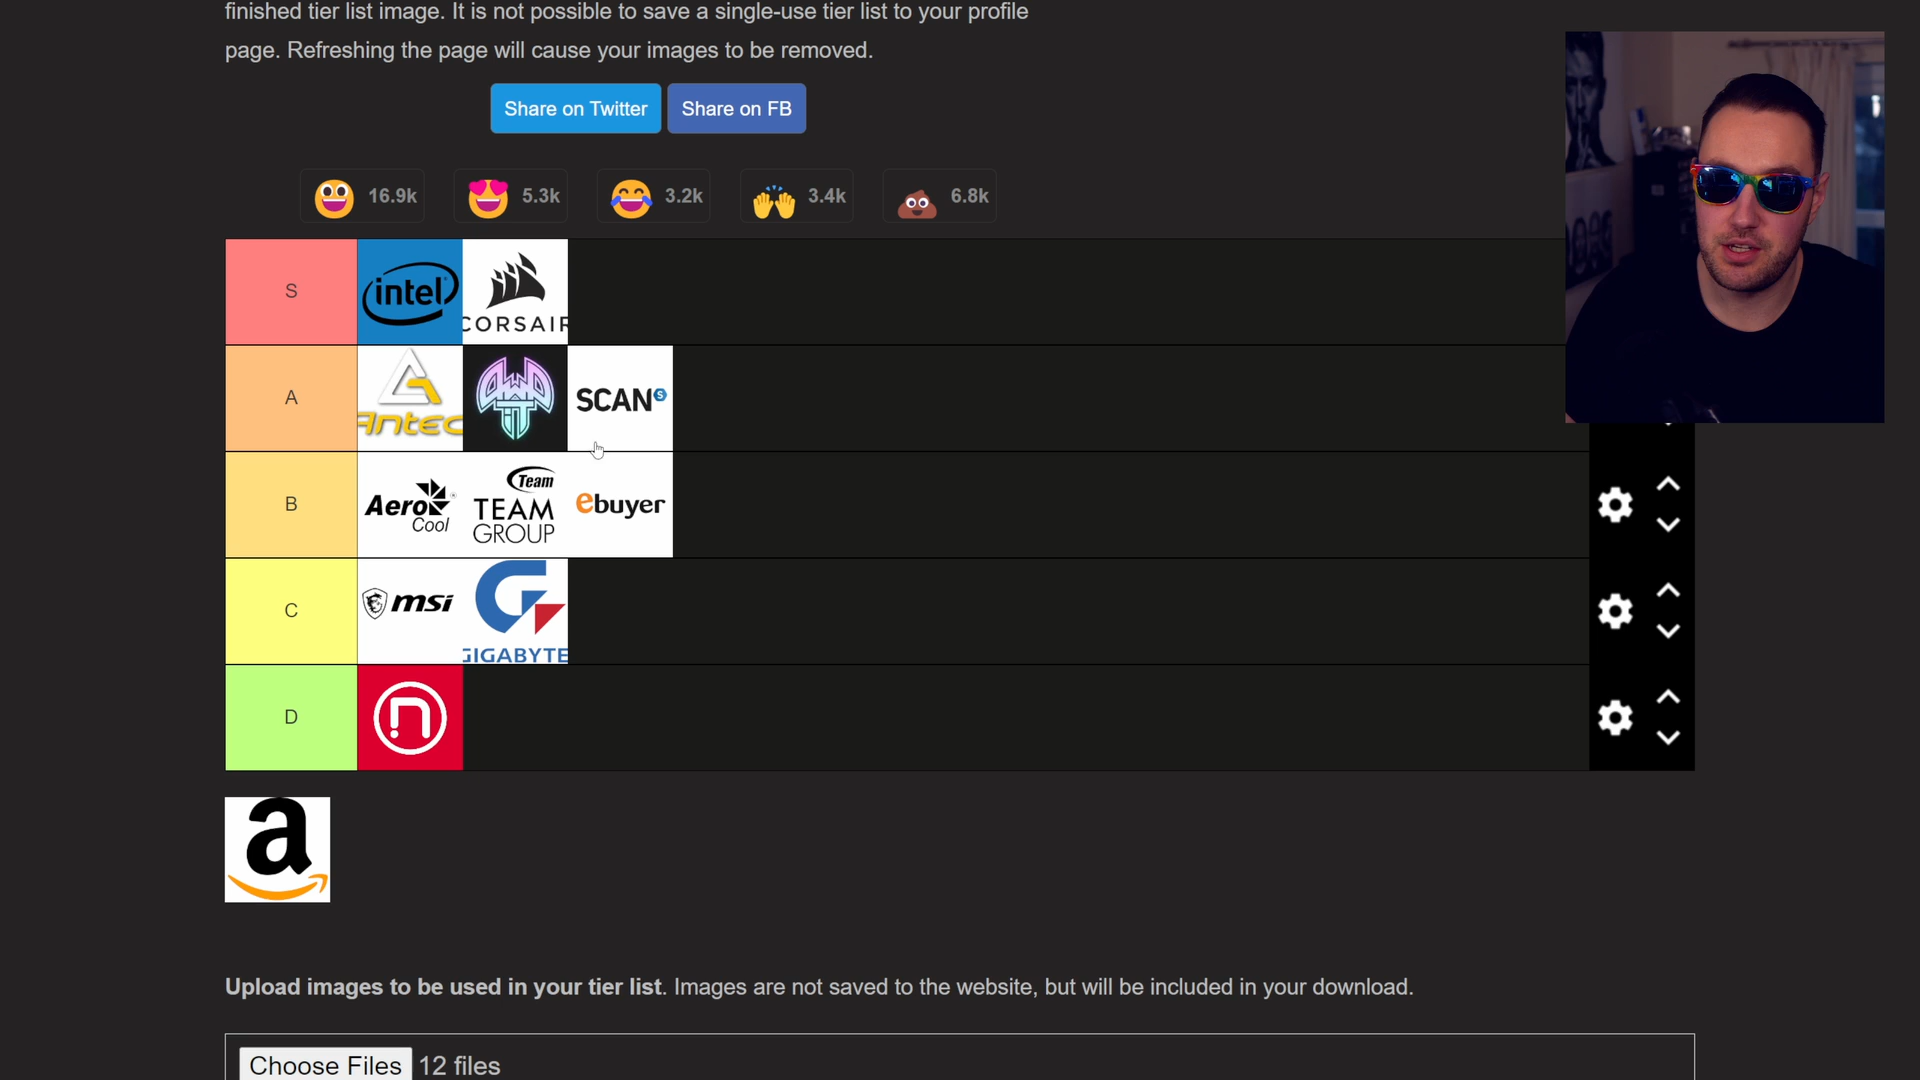 finished tier list image. It is not possible to save a single-use tier list to your profile
page. Refreshing the page will cause your images to be removed.
Share on Twitter Share on FB
16.9k 5.3k 3.2k 3.4k 6.8k
S intel CORSAIR
A Antec SCAN S
B Aero Cool Team TEAM GROUP ebuyer
C msi GIGABYTE
D n
a
Upload images to be used in your tier list. Images are not saved to the website, but will be included in your download.
Choose Files 12 files